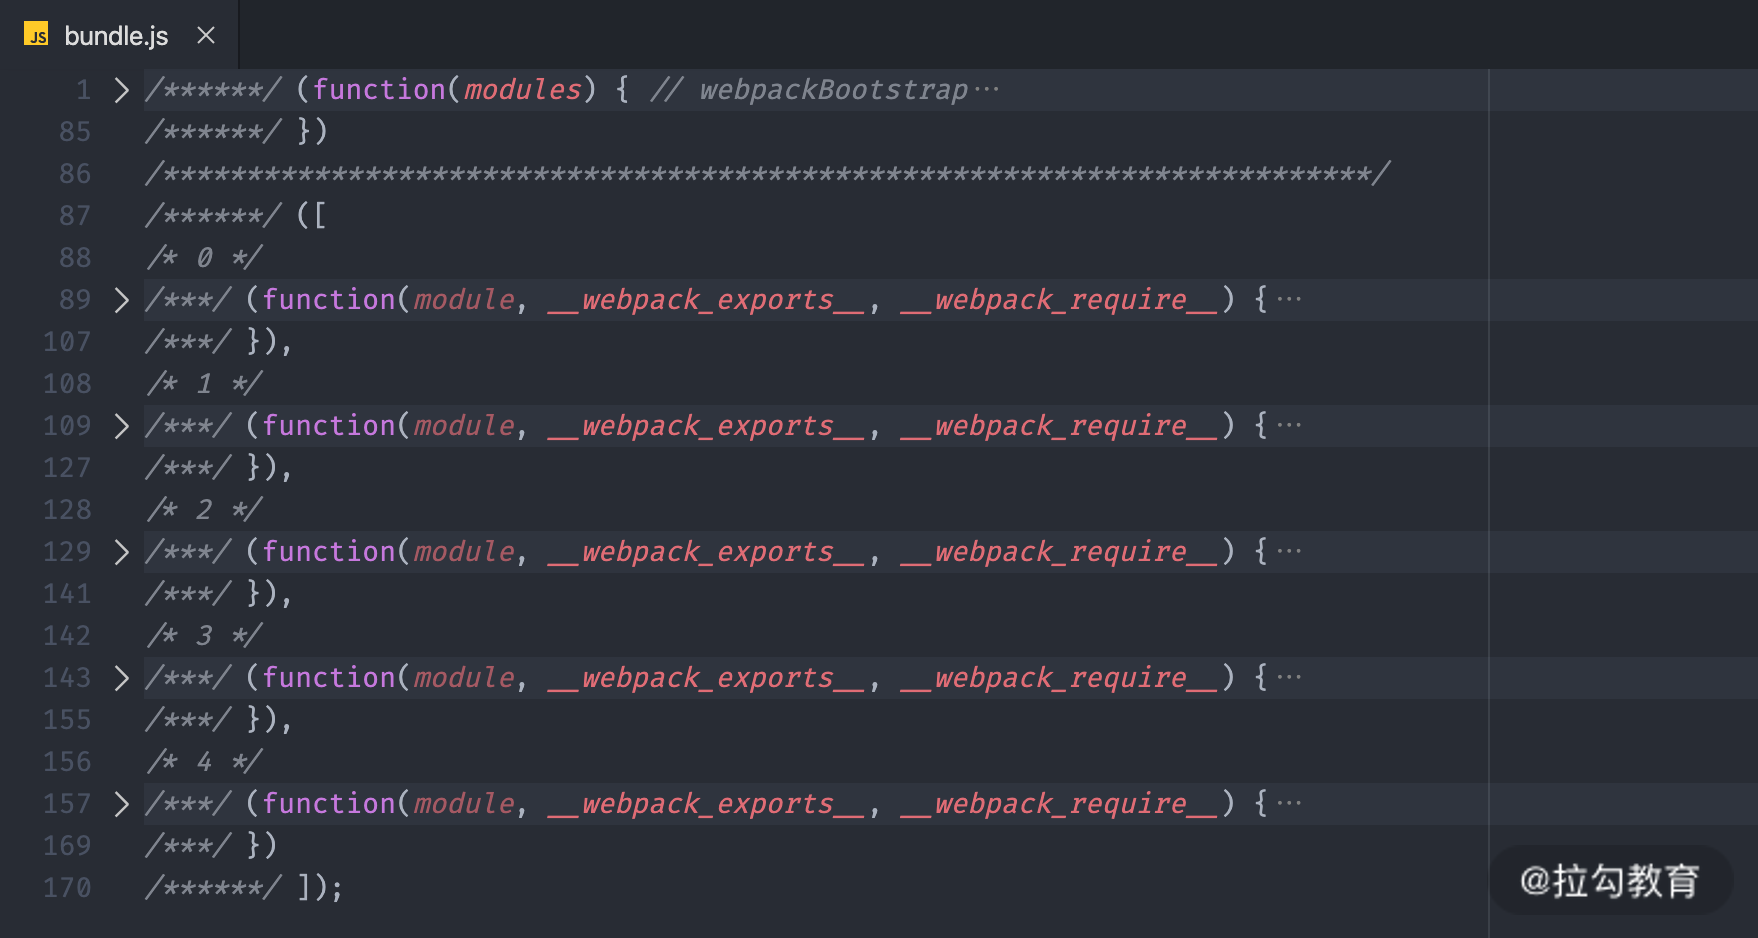 JS bundle.js ×
1 > /******/ (function(modules) { // webpackBootstrap···
85 /******/ })
86 /************************************************************************/
87 /******/ ([
88 /* 0 */
89 > /***/ (function(module, __webpack_exports__, __webpack_require__) {···
107 /***/ }),
108 /* 1 */
109 > /***/ (function(module, __webpack_exports__, __webpack_require__) {···
127 /***/ }),
128 /* 2 */
129 > /***/ (function(module, __webpack_exports__, __webpack_require__) {···
141 /***/ }),
142 /* 3 */
143 > /***/ (function(module, __webpack_exports__, __webpack_require__) {···
155 /***/ }),
156 /* 4 */
157 > /***/ (function(module, __webpack_exports__, __webpack_require__) {···
169 /***/ })
170 /******/ ]);
@拉勾教育